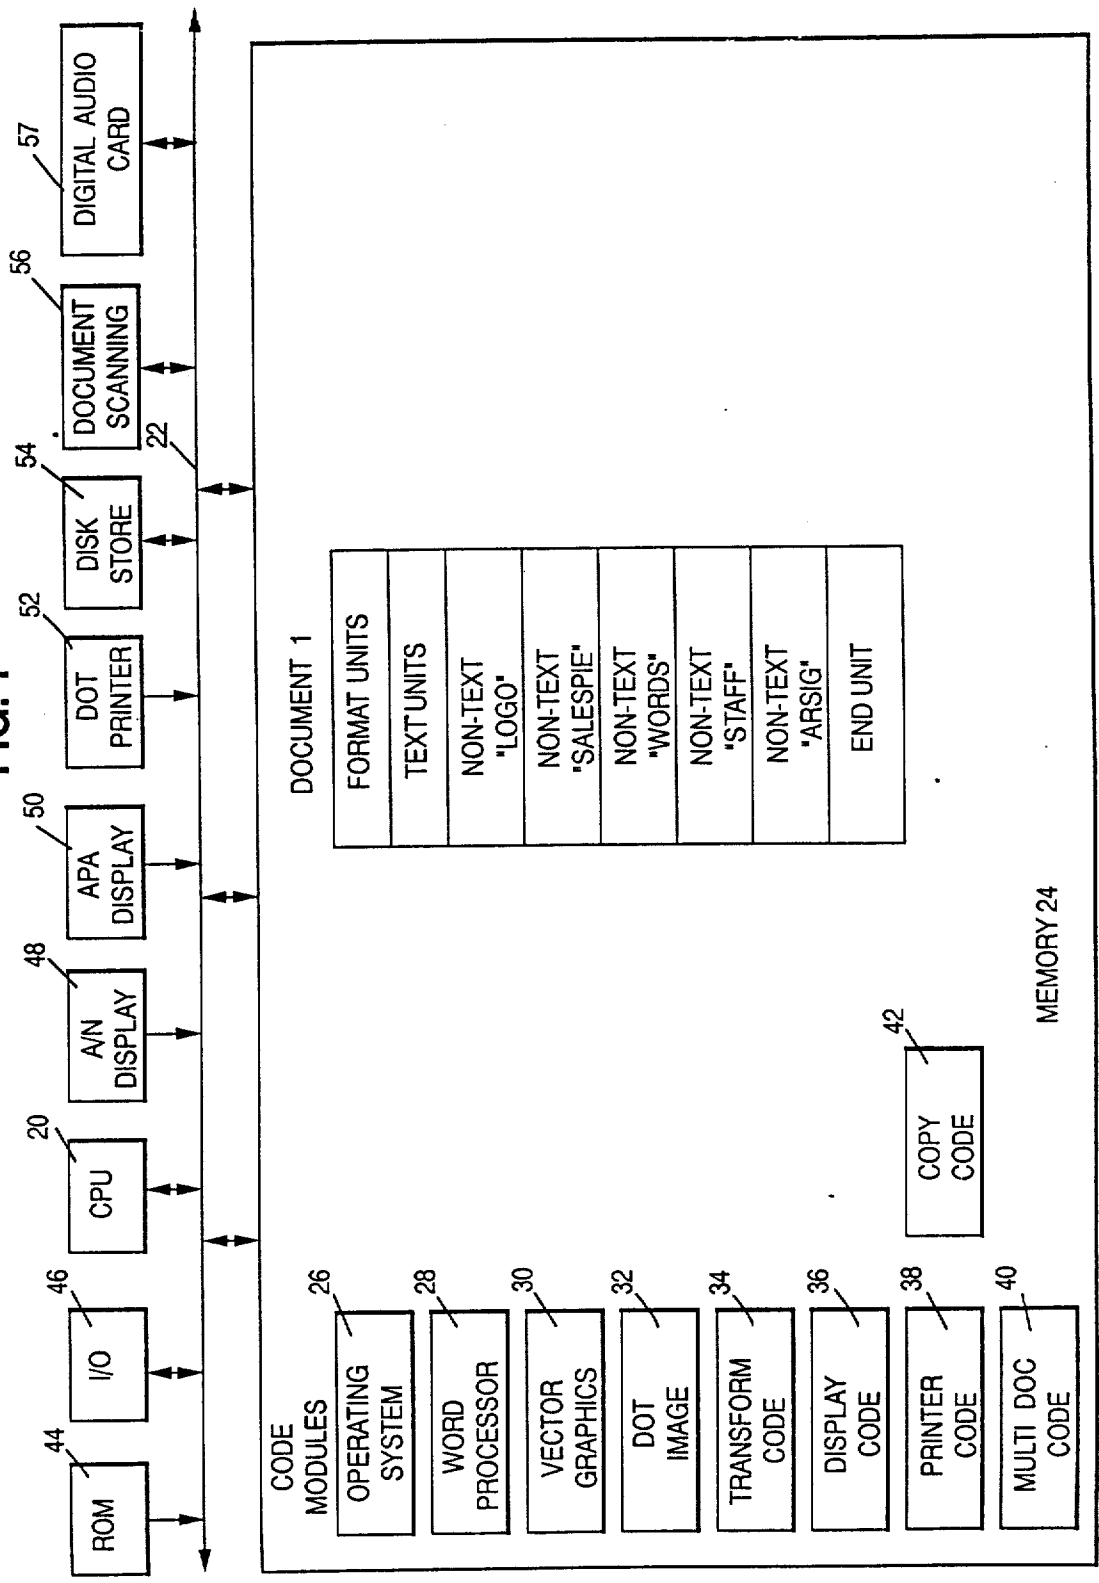 44
ROM
46
I/O
20
CPU
48
A/N
DISPLAY
50
APA
DISPLAY
52
DOT
PRINTER
54
DISK
STORE
22
56
DOCUMENT
SCANNING
57
DIGITAL AUDIO
CARD
CODE
MODULES
26
OPERATING
SYSTEM
28
WORD
PROCESSOR
30
VECTOR
GRAPHICS
32
DOT
IMAGE
34
TRANSFORM
CODE
36
DISPLAY
CODE
38
PRINTER
CODE
40
MULTI DOC
CODE
42
COPY
CODE
DOCUMENT 1
FORMAT UNITS
TEXT UNITS
NON-TEXT
"LOGO"
NON-TEXT
"SALESPIE"
NON-TEXT
"WORDS"
NON-TEXT
"STAFF"
NON-TEXT
"ARSIG"
END UNIT
MEMORY 24